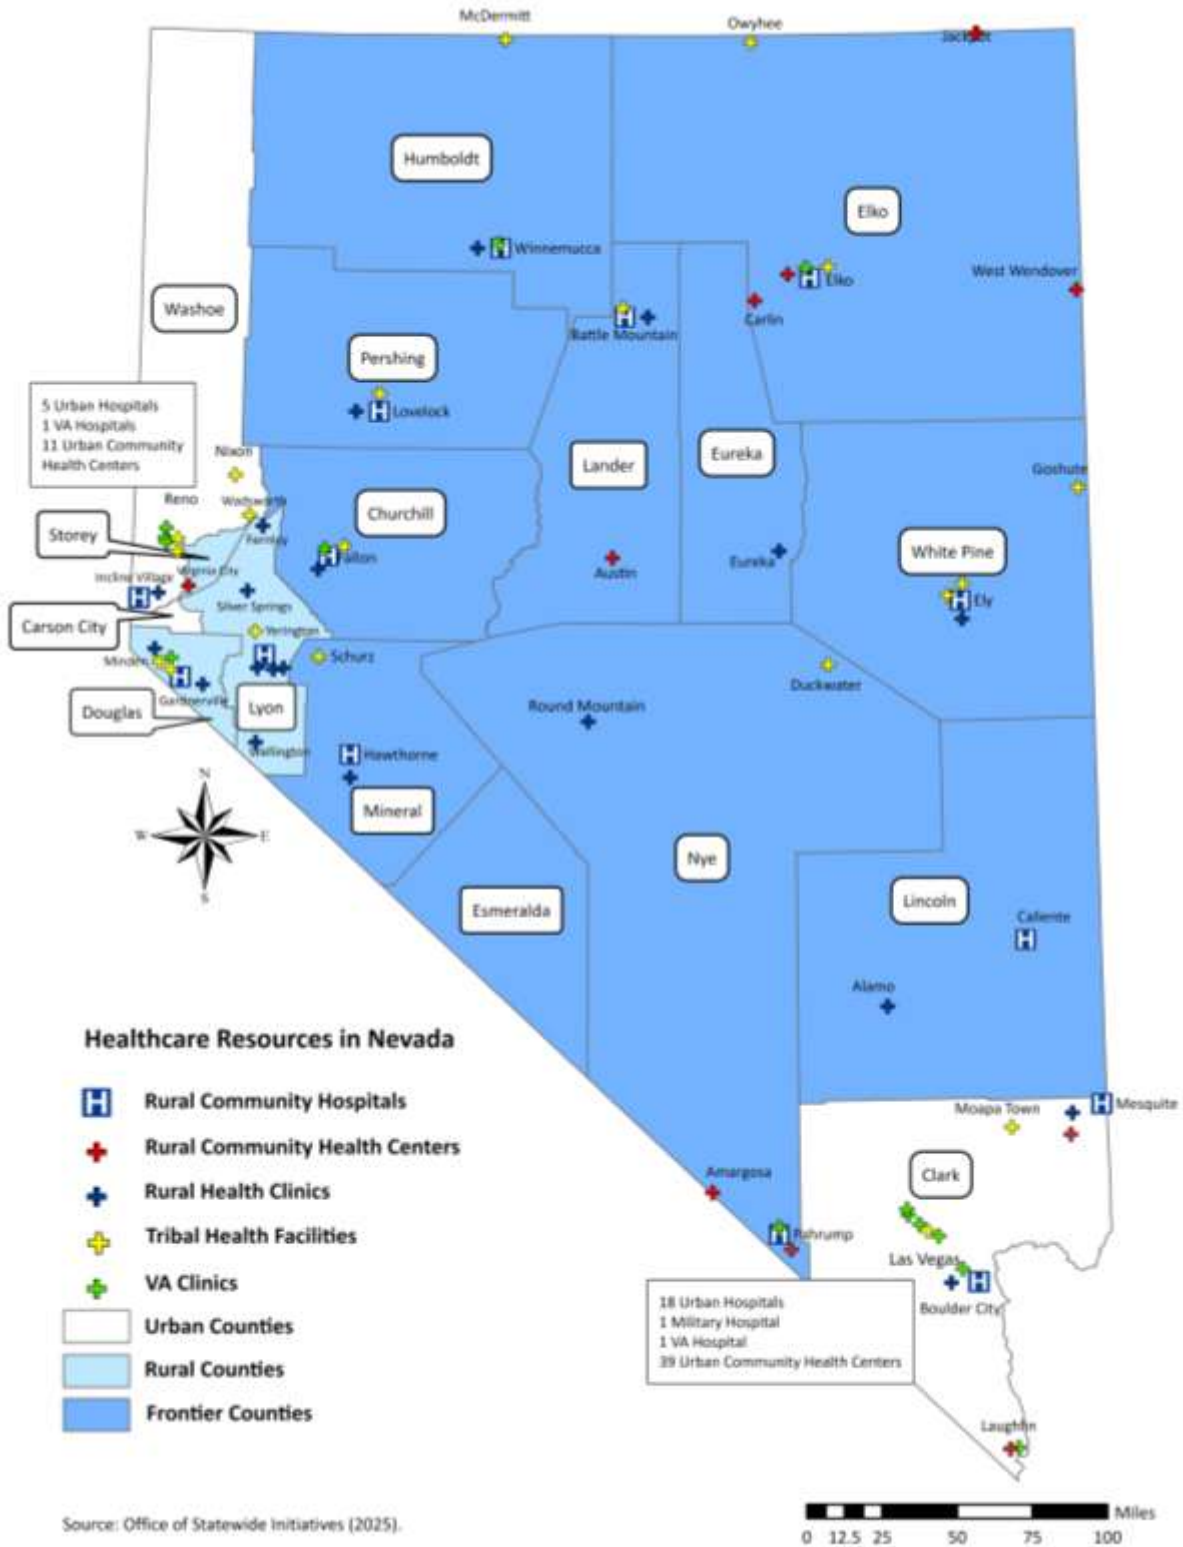 McDermitt
Owyhee
Jackpot
Humboldt
Elko
Winnemucca
Elko
West Wendover
Washoe
Carlin
Battle Mountain
Pershing
Lovelock
5 Urban Hospitals
1 VA Hospitals
11 Urban Community
Health Centers
Nixon
Lander
Eureka
Goshute
Reno
Wadsworth
Churchill
Storey
Fernley
Fallon
White Pine
Incline Village
Virginia City
Austin
Eureka
Silver Springs
Ely
Carson City
Yerington
Minden
Schurz
Duckwater
Gardnerville
Lyon
Round Mountain
Douglas
Wellington
Hawthorne
N
W
E
S
Mineral
Nye
Esmeralda
Lincoln
Caliente
Alamo
Healthcare Resources in Nevada
H Rural Community Hospitals
Rural Community Health Centers
Rural Health Clinics
Tribal Health Facilities
VA Clinics
Urban Counties
Rural Counties
Frontier Counties
Moapa Town
Mesquite
Amargosa
Clark
Pahrump
Las Vegas
Boulder City
18 Urban Hospitals
1 Military Hospital
1 VA Hospital
39 Urban Community Health Centers
Laughlin
Source: Office of Statewide Initiatives (2025).
Miles
0 12.5 25 50 75 100